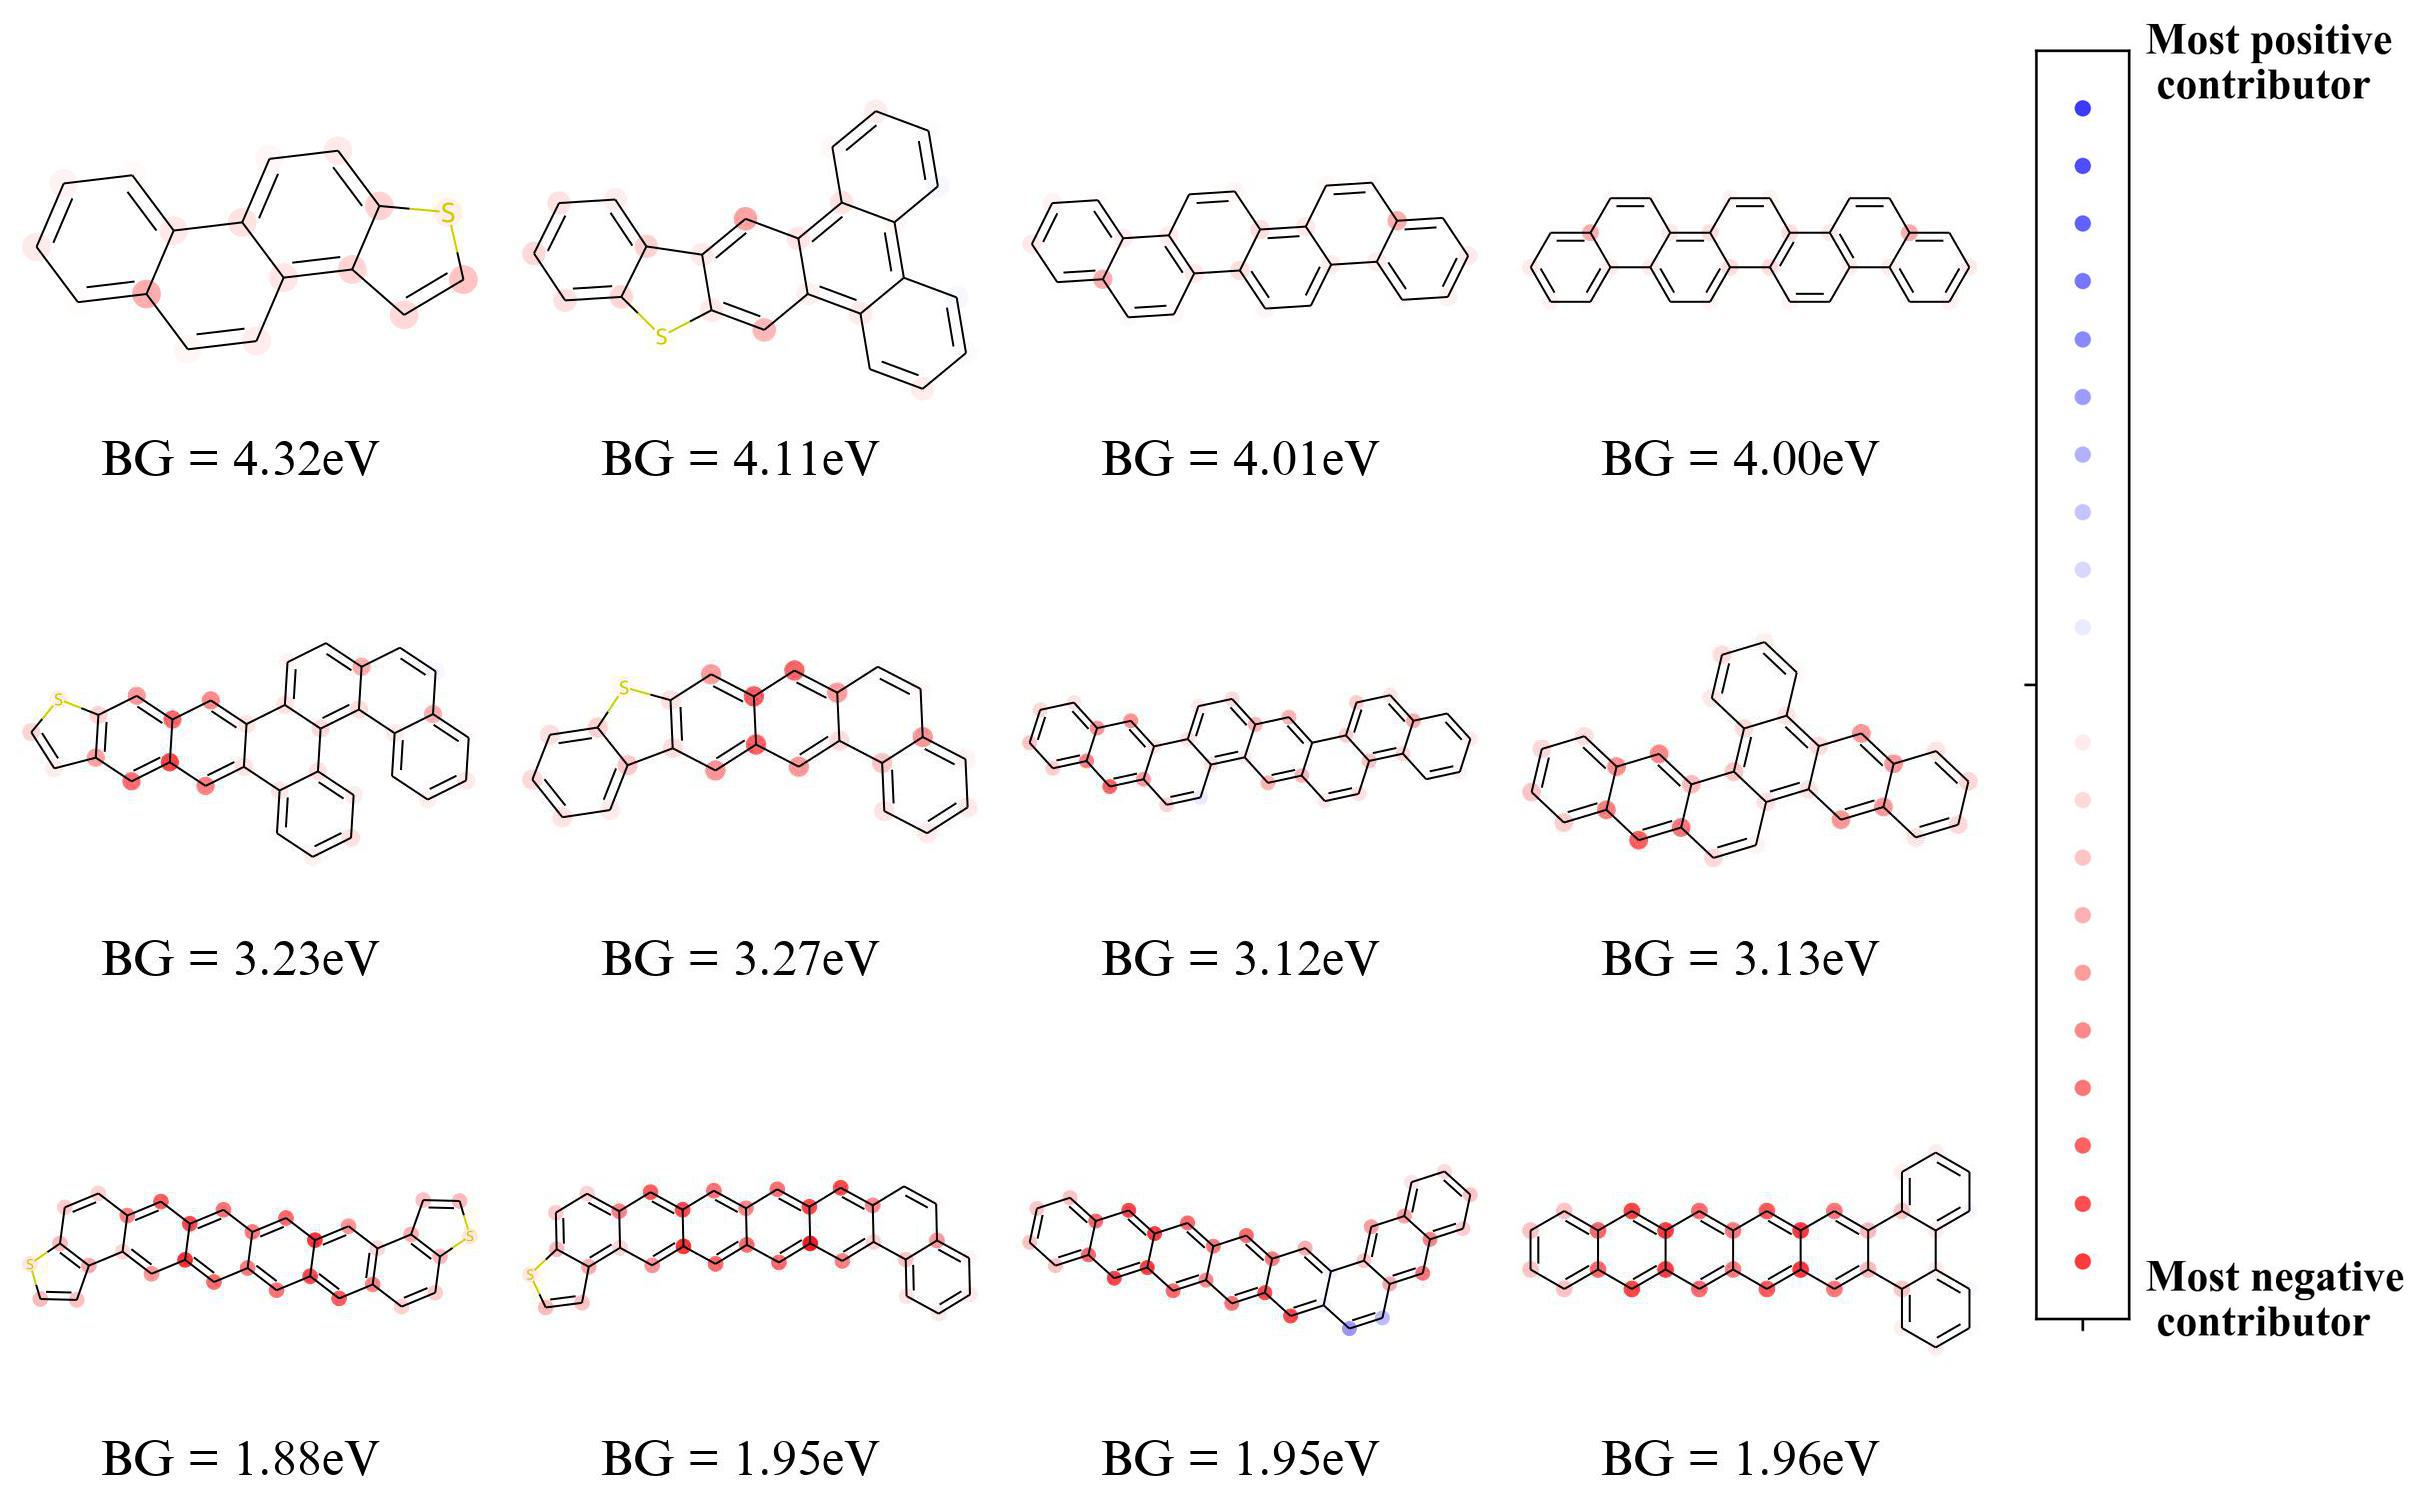 Most positive
contributor
S
S
BG = 4.32eV
BG = 4.11eV
BG = 4.01eV
BG = 4.00eV
S
S
BG = 3.23eV
BG = 3.27eV
BG = 3.12eV
BG = 3.13eV
S
S
S
Most negative
contributor
BG = 1.88eV
BG = 1.95eV
BG = 1.95eV
BG = 1.96eV